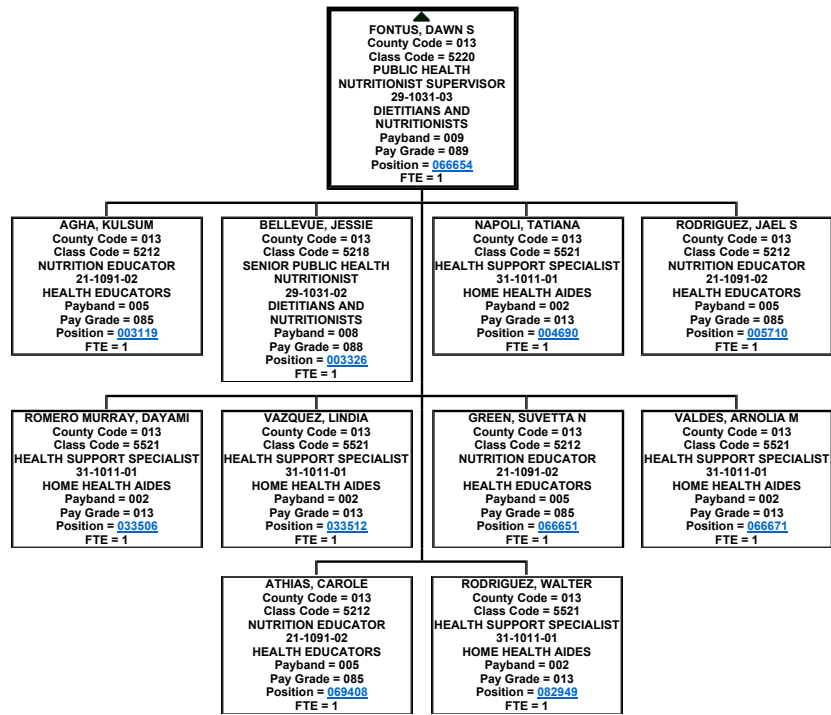 FONTUS, DAWN S
County Code = 013
Class Code = 5220
PUBLIC HEALTH
NUTRITIONIST SUPERVISOR
29-1031-03
DIETITIANS AND
NUTRITIONISTS
Payband = 009
Pay Grade = 089
Position = 066654
FTE = 1
AGHA, KULSUM
County Code = 013
Class Code = 5212
NUTRITION EDUCATOR
21-1091-02
HEALTH EDUCATORS
Payband = 005
Pay Grade = 085
Position = 003119
FTE = 1
BELLEVUE, JESSIE
County Code = 013
Class Code = 5218
SENIOR PUBLIC HEALTH
NUTRITIONIST
29-1031-02
DIETITIANS AND
NUTRITIONISTS
Payband = 008
Pay Grade = 088
Position = 003326
FTE = 1
NAPOLI, TATIANA
County Code = 013
Class Code = 5521
HEALTH SUPPORT SPECIALIST
31-1011-01
HOME HEALTH AIDES
Payband = 002
Pay Grade = 013
Position = 004690
FTE = 1
RODRIGUEZ, JAEL S
County Code = 013
Class Code = 5212
NUTRITION EDUCATOR
21-1091-02
HEALTH EDUCATORS
Payband = 005
Pay Grade = 085
Position = 005710
FTE = 1
ROMERO MURRAY, DAYAMI
County Code = 013
Class Code = 5521
HEALTH SUPPORT SPECIALIST
31-1011-01
HOME HEALTH AIDES
Payband = 002
Pay Grade = 013
Position = 033506
FTE = 1
VAZQUEZ, LINDIA
County Code = 013
Class Code = 5521
HEALTH SUPPORT SPECIALIST
31-1011-01
HOME HEALTH AIDES
Payband = 002
Pay Grade = 013
Position = 033512
FTE = 1
GREEN, SUVETTA N
County Code = 013
Class Code = 5212
NUTRITION EDUCATOR
21-1091-02
HEALTH EDUCATORS
Payband = 005
Pay Grade = 085
Position = 066651
FTE = 1
VALDES, ARNOLIA M
County Code = 013
Class Code = 5521
HEALTH SUPPORT SPECIALIST
31-1011-01
HOME HEALTH AIDES
Payband = 002
Pay Grade = 013
Position = 066671
FTE = 1
ATHIAS, CAROLE
County Code = 013
Class Code = 5212
NUTRITION EDUCATOR
21-1091-02
HEALTH EDUCATORS
Payband = 005
Pay Grade = 085
Position = 069408
FTE = 1
RODRIGUEZ, WALTER
County Code = 013
Class Code = 5521
HEALTH SUPPORT SPECIALIST
31-1011-01
HOME HEALTH AIDES
Payband = 002
Pay Grade = 013
Position = 082949
FTE = 1